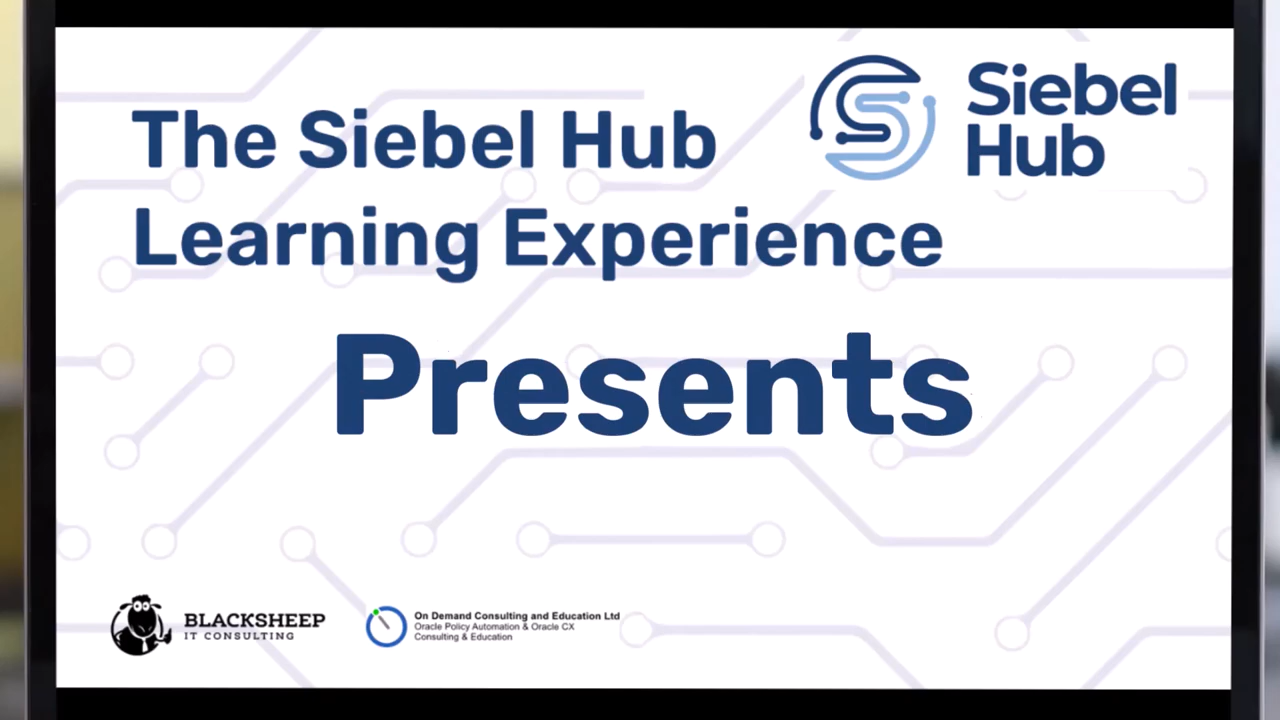 The Siebel Hub
Learning Experience
Presents
Siebel
Hub
BLACKSHEEP
IT CONSULTING
On Demand Consulting and Education Ltd
Oracle Policy Automation & Oracle CX
Consulting & Education